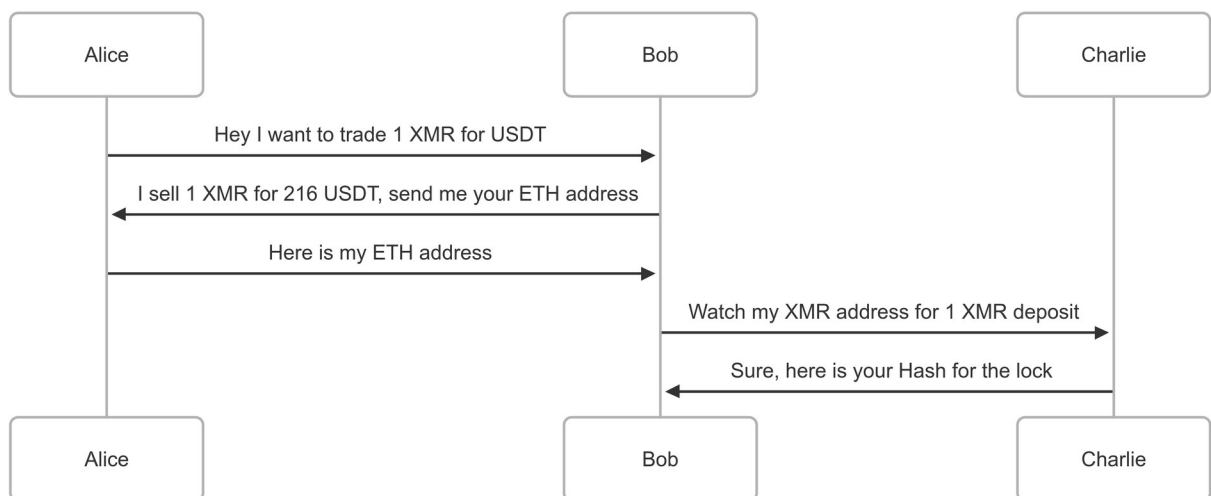 Alice
Bob
Charlie
Hey I want to trade 1 XMR for USDT
I sell 1 XMR for 216 USDT, send me your ETH address
Here is my ETH address
Watch my XMR address for 1 XMR deposit
Sure, here is your Hash for the lock
Alice
Bob
Charlie